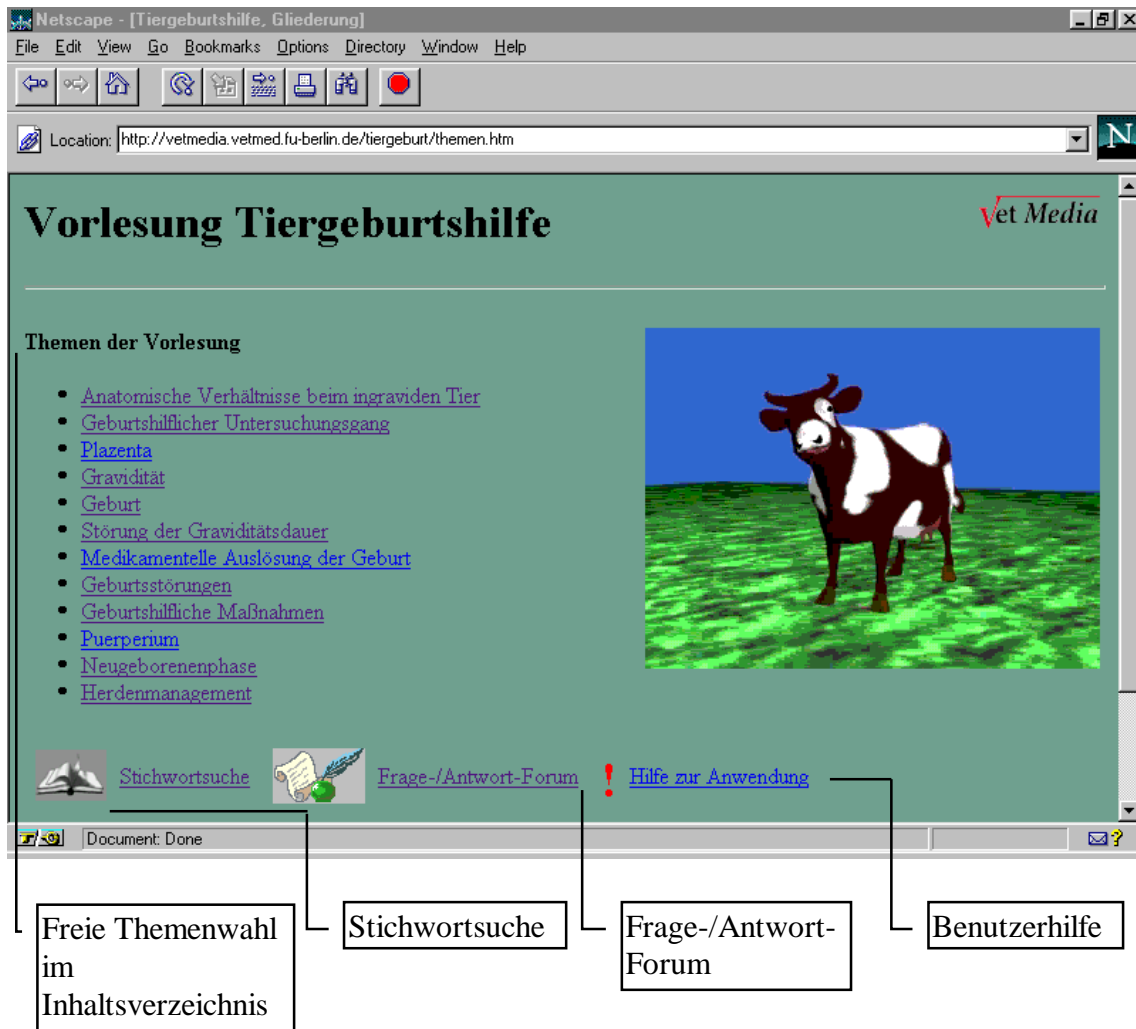 Netscape - [Tiergeburtshilfe, Gliederung]
File Edit View Go Bookmarks Options Directory Window Help
Location: http://vetmedia.vetmed.fu-berlin.de/tiergeburt/themen.htm
N
Vorlesung Tiergeburtshilfe
Vet Media
Themen der Vorlesung
Anatomische Verhältnisse beim ingraviden Tier
Geburtshilflicher Untersuchungsgang
Plazenta
Gravidität
Geburt
Störung der Graviditätsdauer
Medikamentelle Auslösung der Geburt
Geburtsstörungen
Geburtshilfliche Maßnahmen
Puerperium
Neugeborenenphase
Herdenmanagement
Stichwortsuche Frage-/Antwort-Forum ! Hilfe zur Anwendung
Document: Done ?
Freie Themenwahl
im
Inhaltsverzeichnis
Stichwortsuche
Frage-/Antwort-
Forum
Benutzerhilfe